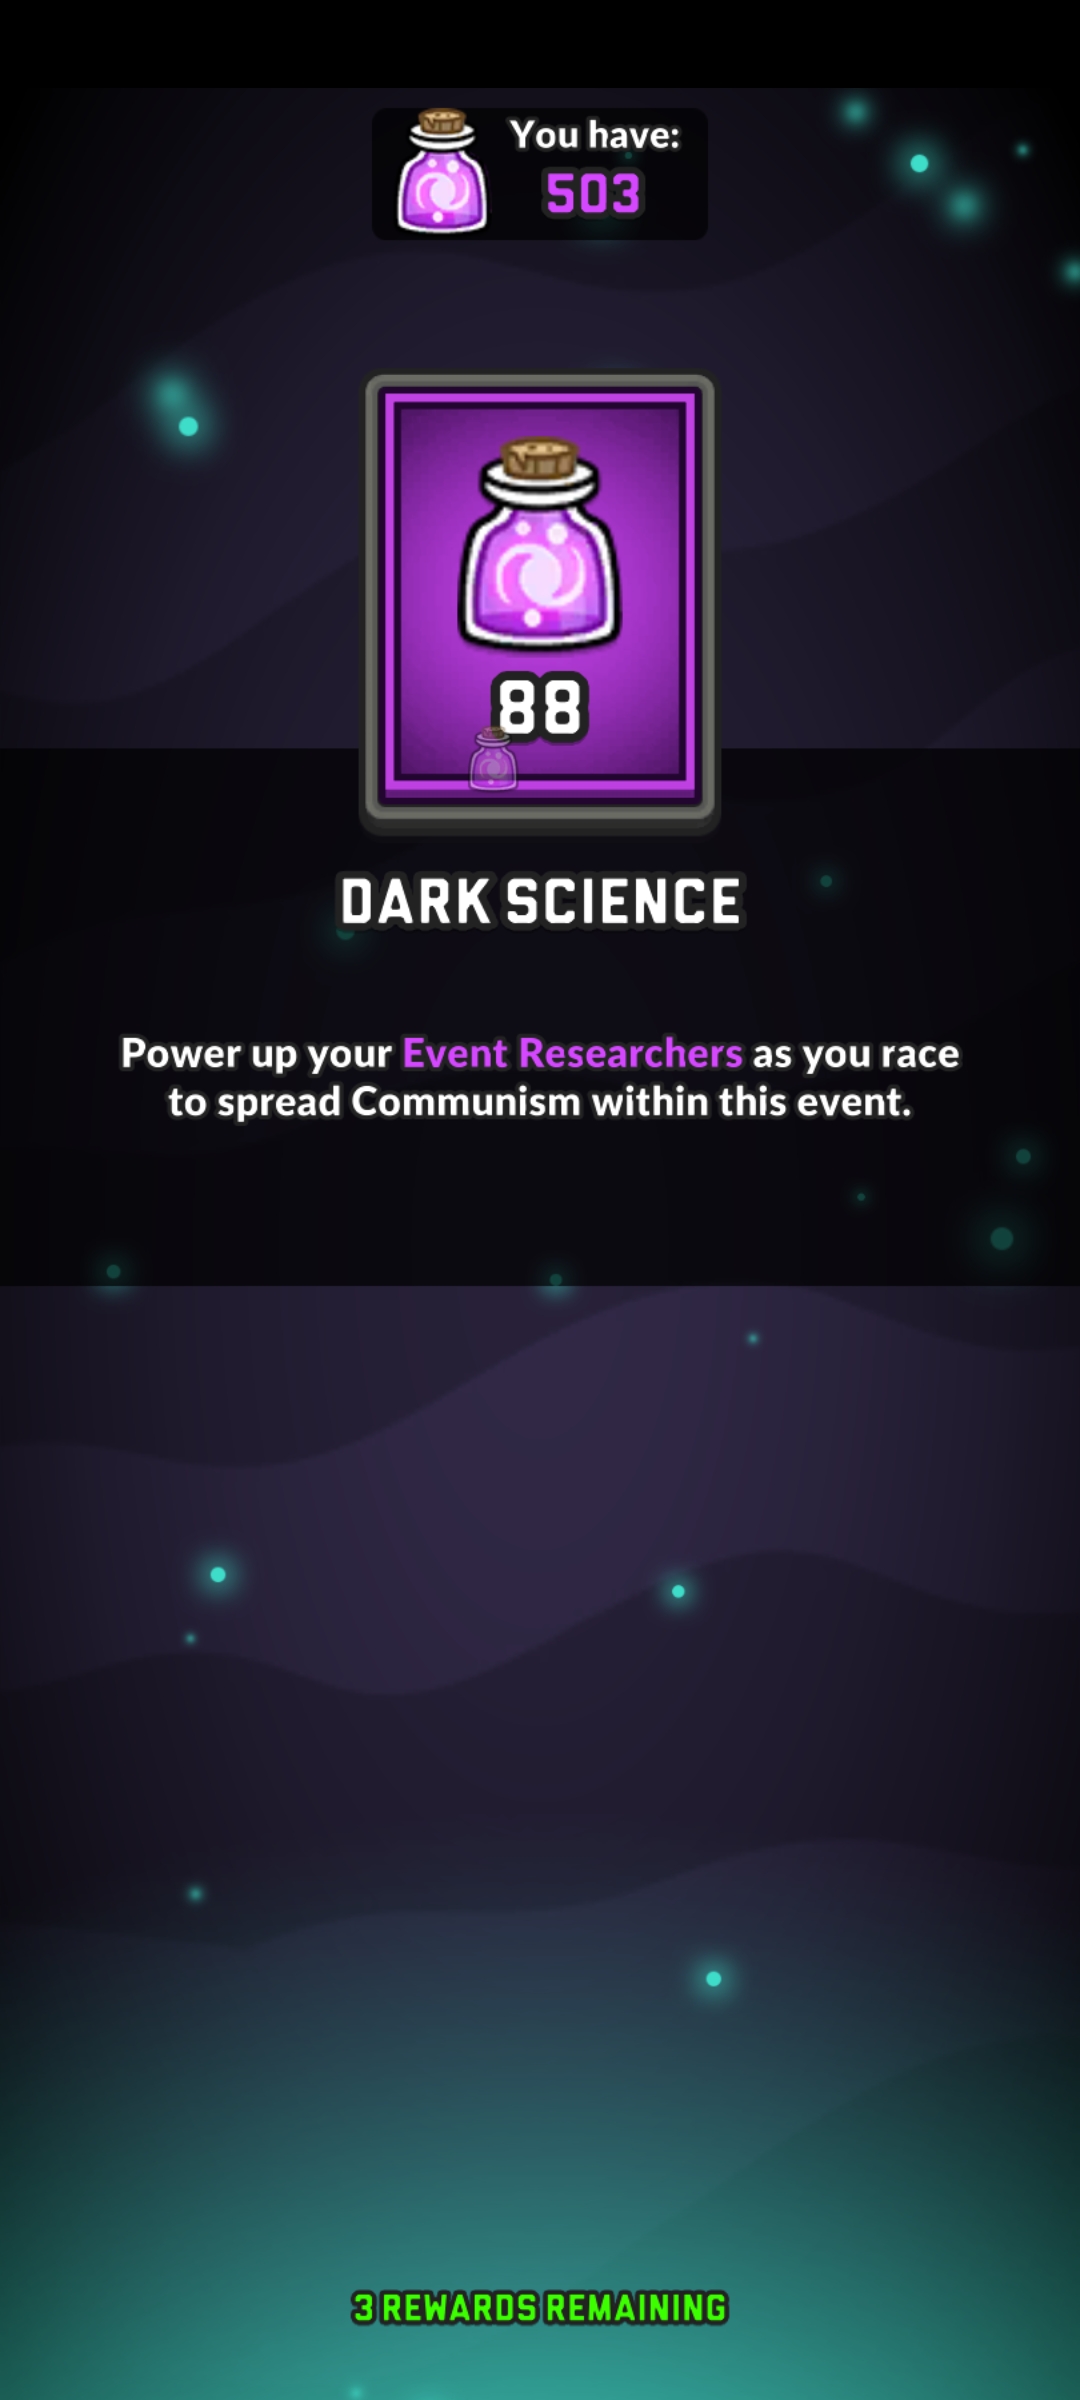 You have:
503
88
DARK SCIENCE
Power up your Event Researchers as you race
to spread Communism within this event.
3 REWARDS REMAINING